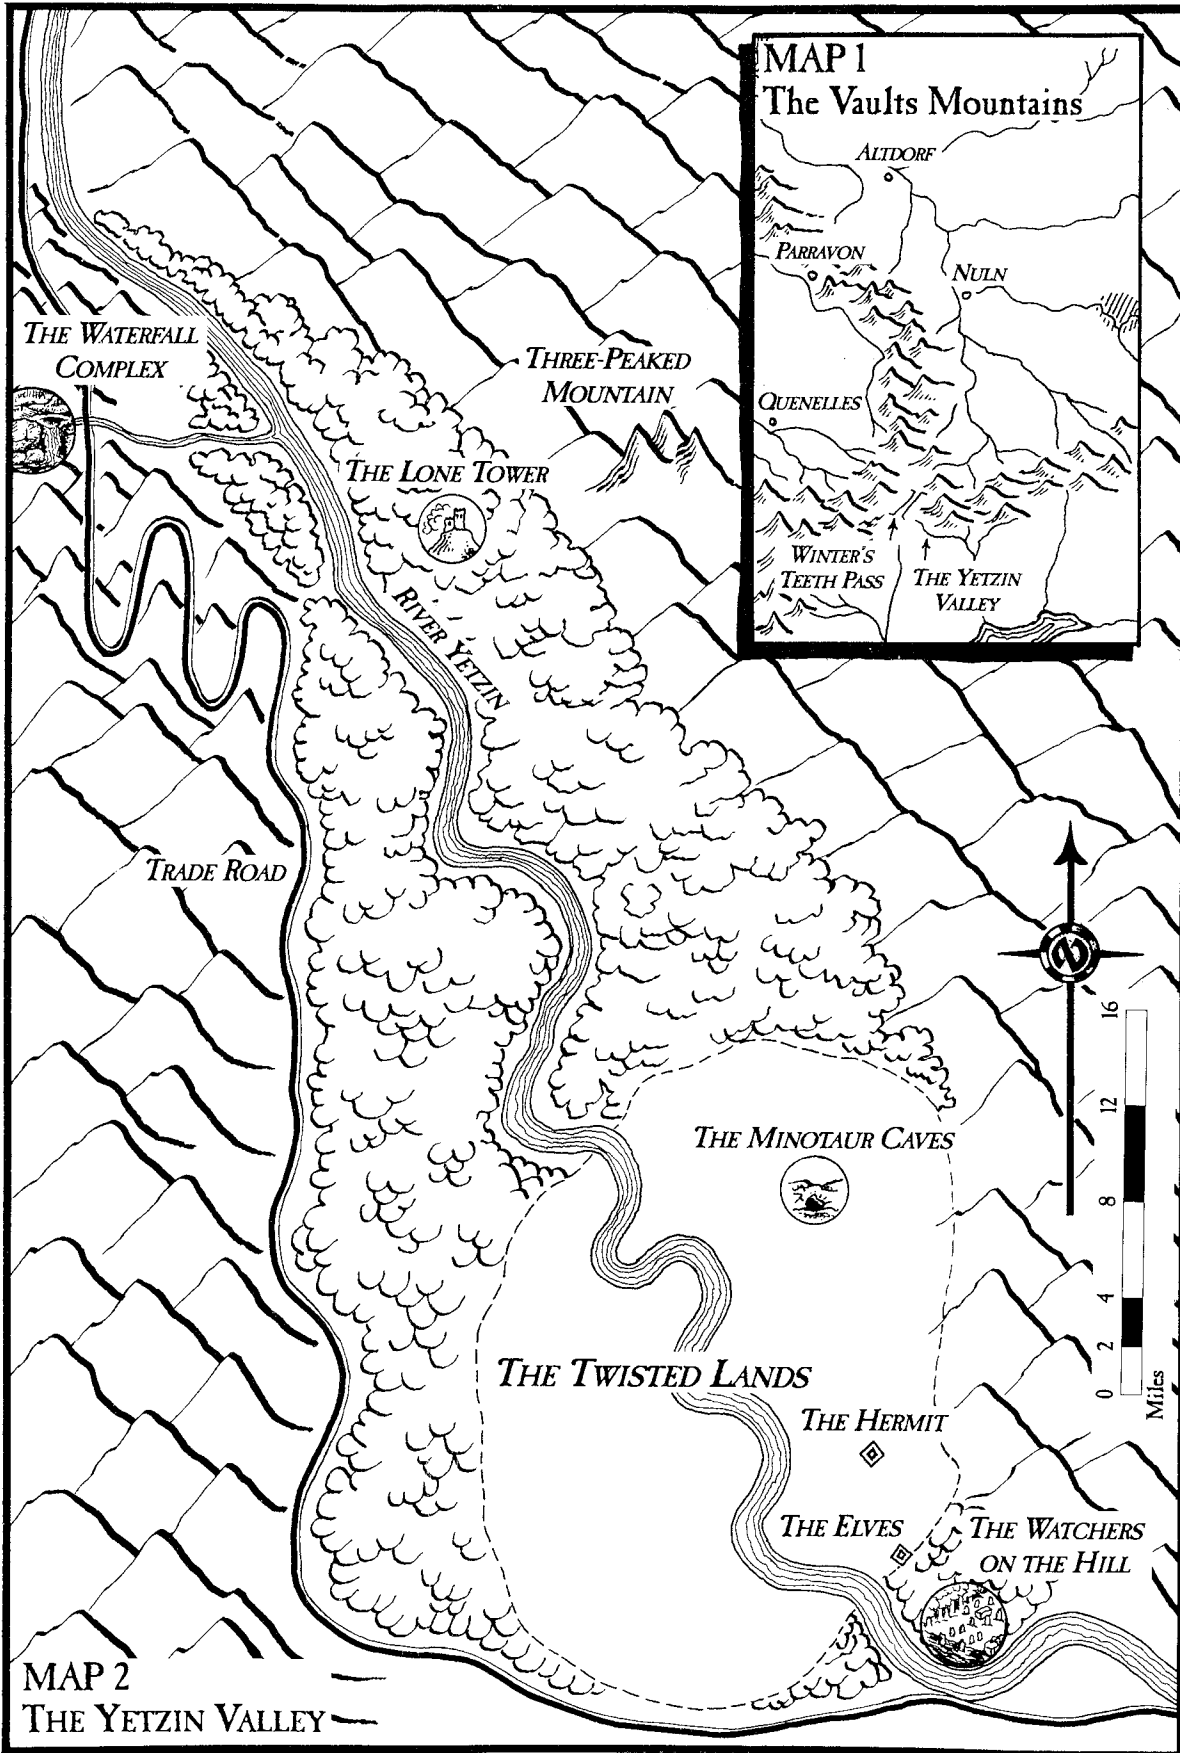 MAP 1
The Vaults Mountains
ALTDORF
PARRAVON
NULN
QUENELLES
WINTER'S
TEETH PASS
THE YETZIN
VALLEY
THE WATERFALL
COMPLEX
THREE-PEAKED
MOUNTAIN
THE LONE TOWER
RIVER YETZIN
TRADE ROAD
N
THE MINOTAUR CAVES
THE TWISTED LANDS
THE HERMIT
THE ELVES
THE WATCHERS
ON THE HILL
0 2 4 8 12 16
Miles
MAP 2
THE YETZIN VALLEY